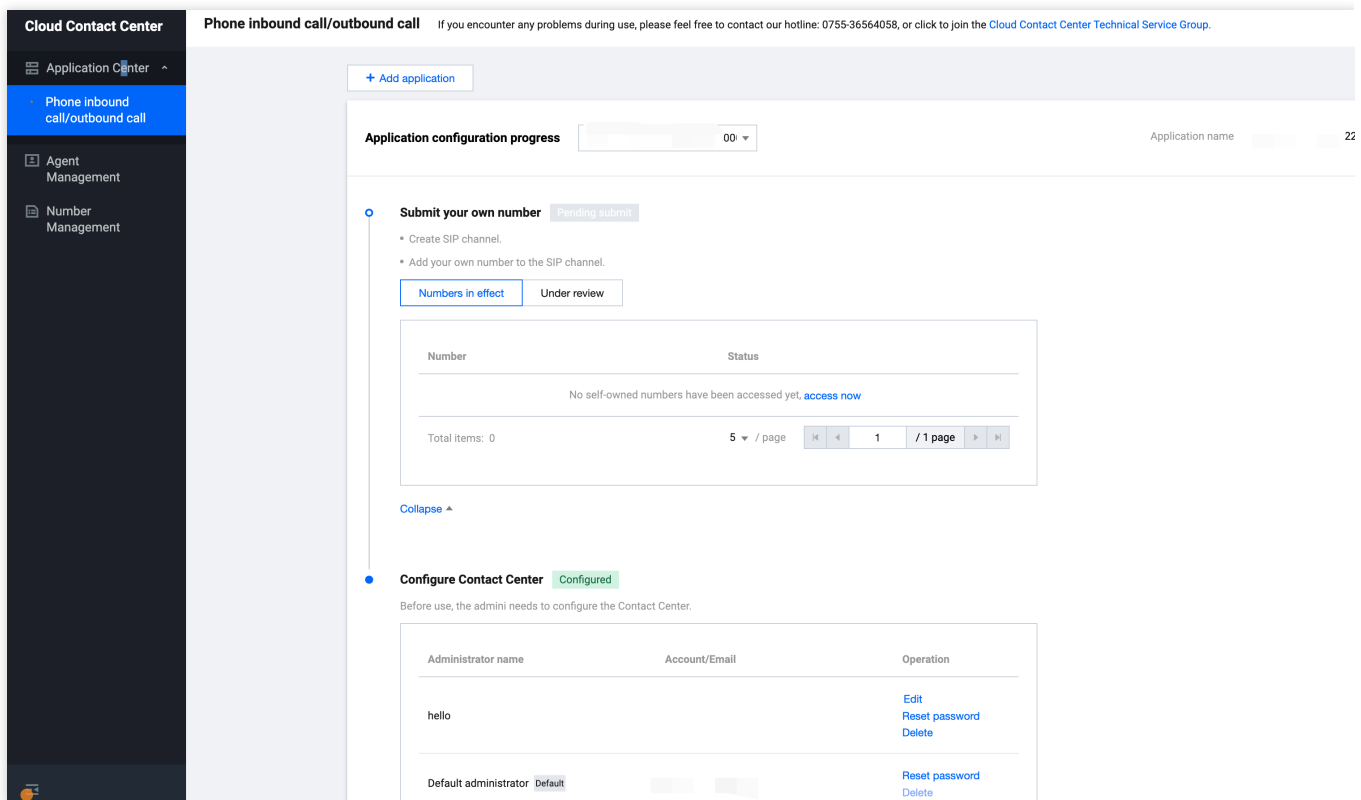 Cloud Contact Center
Phone inbound call/outbound call If you encounter any problems during use, please feel free to contact our hotline: 0755-36564058, or click to join the Cloud Contact Center Technical Service Group.
Application Center
Phone inbound
call/outbound call
Agent
Management
Number
Management
+ Add application
Application configuration progress
00
Application name
22
Submit your own number Pending submit
• Create SIP channel.
• Add your own number to the SIP channel.
Numbers in effect Under review
Number Status
No self-owned numbers have been accessed yet, access now
Total items: 0 5 / page 1 / 1 page
Collapse
Configure Contact Center Configured
Before use, the admini needs to configure the Contact Center.
Administrator name Account/Email Operation
Edit
hello Reset password
Delete
Reset password
Default administrator Default
Delete